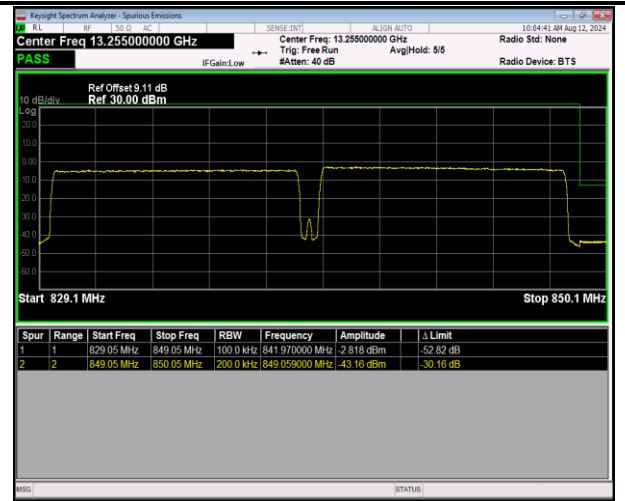 Keysight Spectrum Analyzer - Spurious Emissions
RL RF 50 Ω AC SENSE:INT ALIGN AUTO 10:04:41 AM Aug 12, 2024
Center Freq 13.255000000 GHz Center Freq: 13.255000000 GHz Radio Std: None
Trig: Free Run Avg|Hold: 5/5
PASS IFGain:Low #Atten: 40 dB Radio Device: BTS
Ref Offset 9.11 dB
10 dB/div Ref 30.00 dBm
Log
20.0
10.0
0.00
-10.0
-20.0
-30.0
-40.0
-50.0
-60.0
Start 829.1 MHz Stop 850.1 MHz
Spur Range Start Freq Stop Freq RBW Frequency Amplitude Δ Limit
1 1 829.05 MHz 849.05 MHz 100.0 kHz 841.970000 MHz -2.818 dBm -52.82 dB
2 2 849.05 MHz 850.05 MHz 200.0 kHz 849.059000 MHz -43.16 dBm -30.16 dB
MSG STATUS